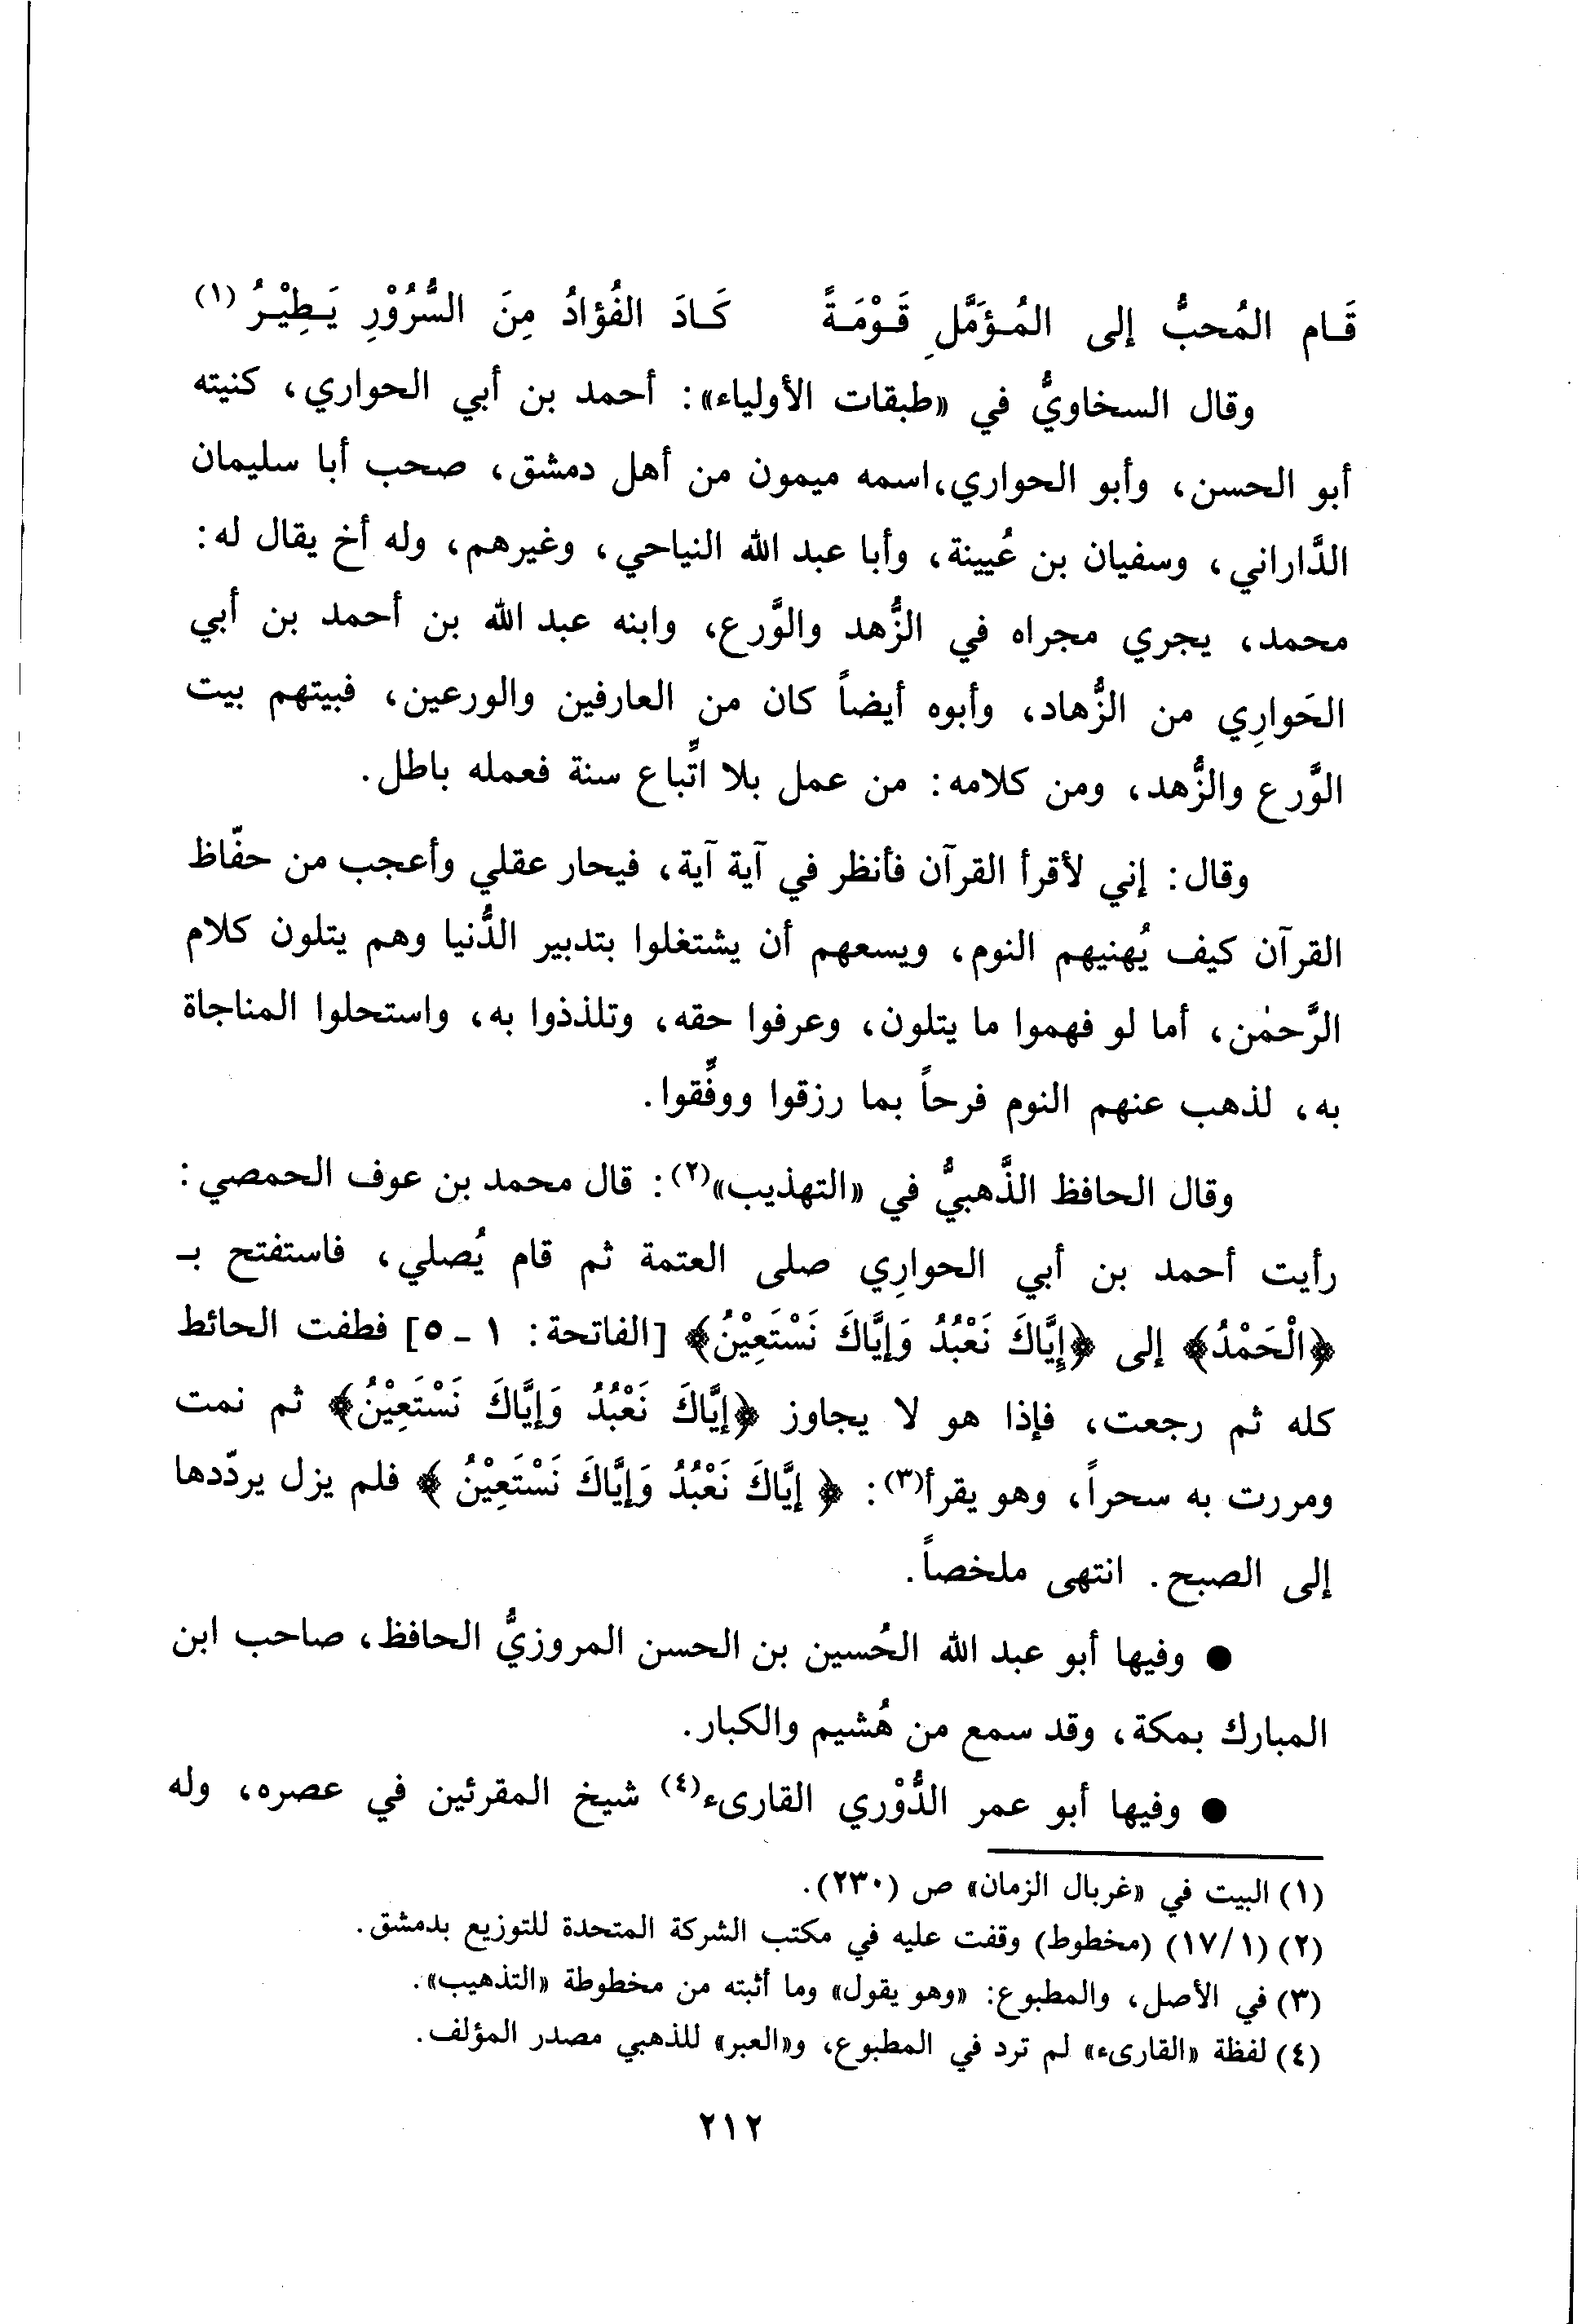 قَـام المُحبُّ إلى المُـؤَمَّلِ قَـوْمَـةً كَـادَ الفُؤادُ مِنَ السُّرُوْرِ يَـطِيْـرُ (١)
وقال السخاويُّ في «طبقات الأولياء»: أحمد بن أبي الحواري، كنيته
أبو الحسن، وأبو الحواري،اسمه ميمون من أهل دمشق، صحب أبا سليمان
الدَّاراني، وسفيان بن عُيينة، وأبا عبد الله النياحي، وغيرهم، وله أخ يقال له:
محمد، يجري مجراه في الزُّهد والوَّرع، وابنه عبد الله بن أحمد بن أبي
الحَوارِي من الزُّهاد، وأبوه أيضاً كان من العارفين والورعين، فبيتهم بيت
الوَّرع والزُّهد، ومن كلامه: من عمل بلا اتِّباع سنة فعمله باطل.
وقال: إني لأقرأ القرآن فأنظر في آية آية، فيحار عقلي وأعجب من حفّاظ
القرآن كيف يُهنيهم النوم، ويسعهم أن يشتغلوا بتدبير الدُّنيا وهم يتلون كلام
الرَّحمٰن، أما لو فهموا ما يتلون، وعرفوا حقه، وتلذذوا به، واستحلوا المناجاة
به، لذهب عنهم النوم فرحاً بما رزقوا ووفِّقوا.
وقال الحافظ الذَّهبيُّ في «التهذيب»(٢): قال محمد بن عوف الحمصي:
رأيت أحمد بن أبي الحوارِي صلى العتمة ثم قام يُصلي، فاستفتح بـ
﴿الْحَمْدُ﴾ إلى ﴿إِيَّاكَ نَعْبُدُ وَإِيَّاكَ نَسْتَعِيْنُ﴾ [الفاتحة: ١ ـ ٥] فطفت الحائط
كله ثم رجعت، فإذا هو لا يجاوز ﴿إيَّاكَ نَعْبُدُ وَإِيَّاكَ نَسْتَعِيْنُ﴾ ثم نمت
ومررت به سحراً، وهو يقرأ(٣): ﴿ إيَّاكَ نَعْبُدُ وَإيَّاكَ نَسْتَعِيْنُ ﴾ فلم يزل يردّدها
إلى الصبح. انتهى ملخصاً.
● وفيها أبو عبد الله الحُسين بن الحسن المروزيُّ الحافظ، صاحب ابن
المبارك بمكة، وقد سمع من هُشيم والكبار.
● وفيها أبو عمر الدُّوْري القارىء(٤) شيخ المقرئين في عصره، وله
(١) البيت في «غربال الزمان» ص (٢٣٠).
(٢) (١/ ١٧) (مخطوط) وقفت عليه في مكتب الشركة المتحدة للتوزيع بدمشق.
(٣) في الأصل، والمطبوع: «وهو يقول» وما أثبته من مخطوطة «التذهيب».
(٤) لفظة «القارىء» لم ترد في المطبوع، و«العبر» للذهبي مصدر المؤلف.
٢١٢